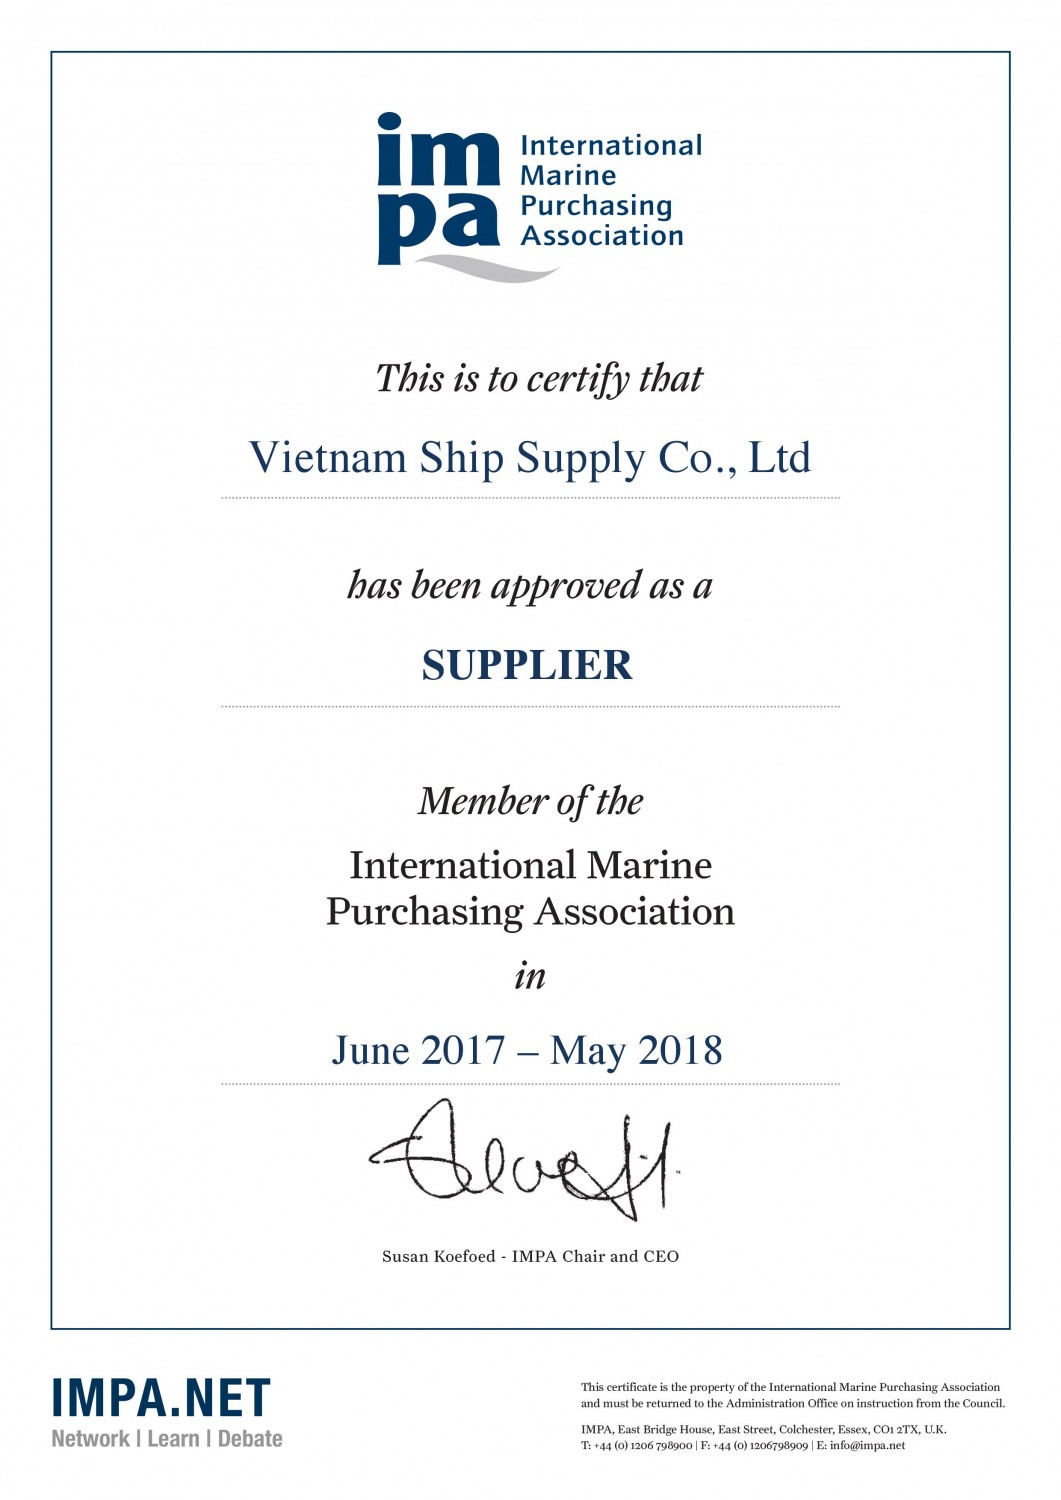 im
pa
International
Marine
Purchasing
Association
This is to certify that
Vietnam Ship Supply Co., Ltd
has been approved as a
SUPPLIER
Member of the
International Marine
Purchasing Association
in
June 2017 – May 2018
Susan Koefoed - IMPA Chair and CEO
IMPA.NET
Network | Learn | Debate
This certificate is the property of the International Marine Purchasing Association
and must be returned to the Administration Office on instruction from the Council.
IMPA, East Bridge House, East Street, Colchester, Essex, CO1 2TX, U.K.
T: +44 (0) 1206 798900 | F: +44 (0) 1206798909 | E: info@impa.net